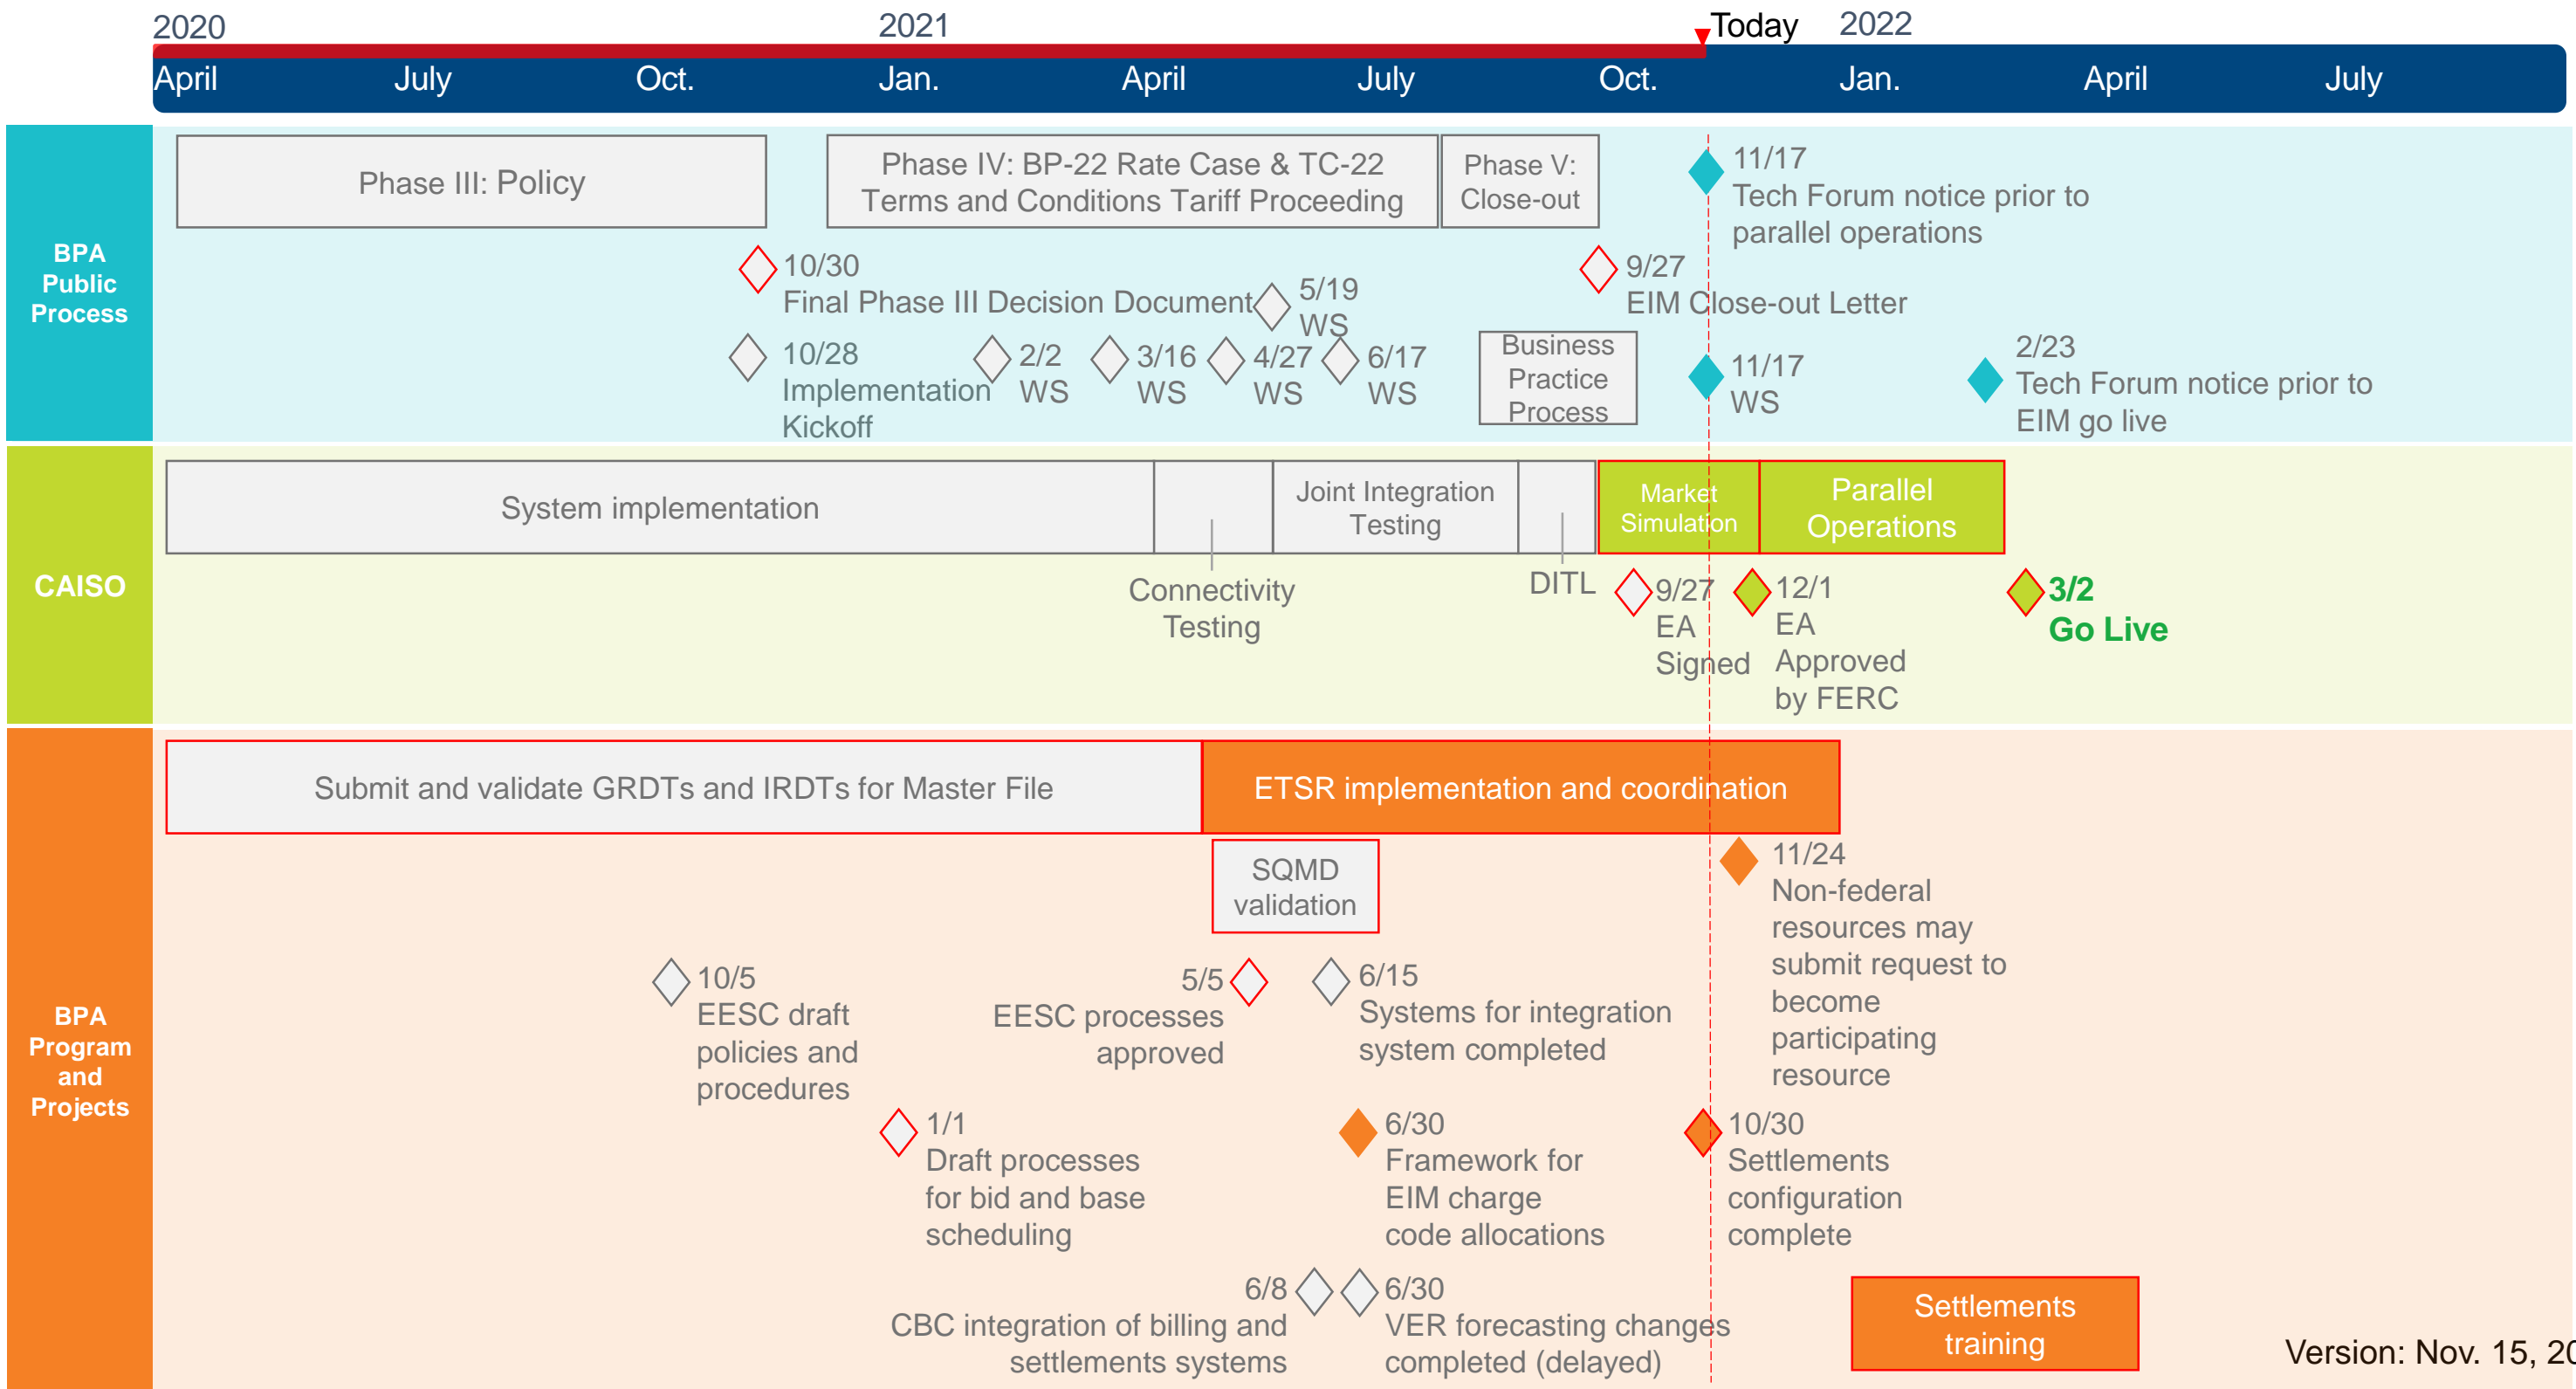 2020
2021
Today
2022
April
July
Oct.
Jan.
April
July
Oct.
Jan.
April
July
BPA
Public
Process
Phase III: Policy
Phase IV: BP-22 Rate Case & TC-22
Terms and Conditions Tariff Proceeding
Phase V:
Close-out
11/17
Tech Forum notice prior to
parallel operations
10/30
Final Phase III Decision Document
5/19
WS
9/27
EIM Close-out Letter
10/28
Implementation
Kickoff
2/2
WS
3/16
WS
4/27
WS
6/17
WS
Business
Practice
Process
11/17
WS
2/23
Tech Forum notice prior to
EIM go live
CAISO
System implementation
Joint Integration
Testing
Market
Simulation
Parallel
Operations
Connectivity
Testing
DITL
9/27
EA
Signed
12/1
EA
Approved
by FERC
3/2
Go Live
BPA
Program
and
Projects
Submit and validate GRDTs and IRDTs for Master File
ETSR implementation and coordination
SQMD
validation
11/24
Non-federal
resources may
submit request to
become
participating
resource
10/5
EESC draft
policies and
procedures
5/5
EESC processes
approved
6/15
Systems for integration
system completed
1/1
Draft processes
for bid and base
scheduling
6/30
Framework for
EIM charge
code allocations
10/30
Settlements
configuration
complete
6/8
CBC integration of billing and
settlements systems
6/30
VER forecasting changes
completed (delayed)
Settlements
training
Version: Nov. 15, 20